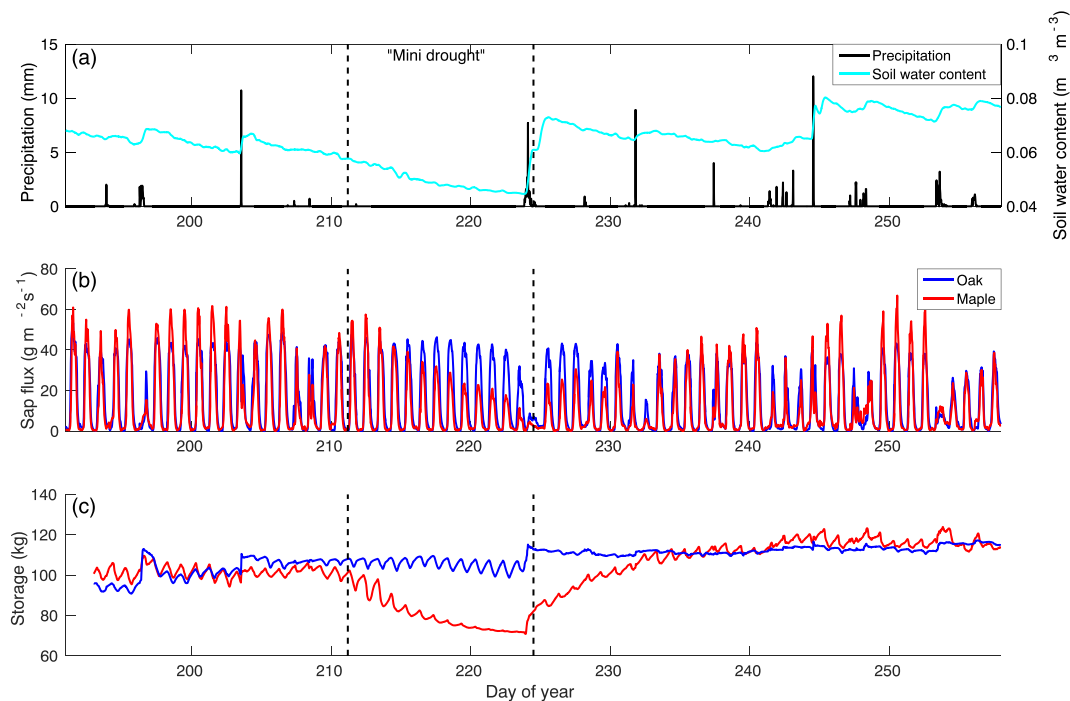 (a)
"Mini drought"
Precipitation
Soil water content
15
10
5
0
Precipitation (mm)
0.1
0.08
0.06
0.04
Soil water content (m 3 m -3 )
200
210
220
230
240
250
(b)
Oak
Maple
80
60
40
20
0
Sap flux (g m -2 s -1 )
200
210
220
230
240
250
(c)
140
120
100
80
60
Storage (kg)
200
210
220
230
240
250
Day of year